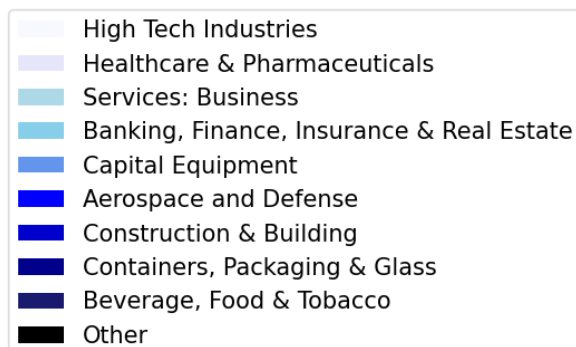 High Tech Industries
Healthcare & Pharmaceuticals
Services: Business
Banking, Finance, Insurance & Real Estate
Capital Equipment
Aerospace and Defense
Construction & Building
Containers, Packaging & Glass
Beverage, Food & Tobacco
Other